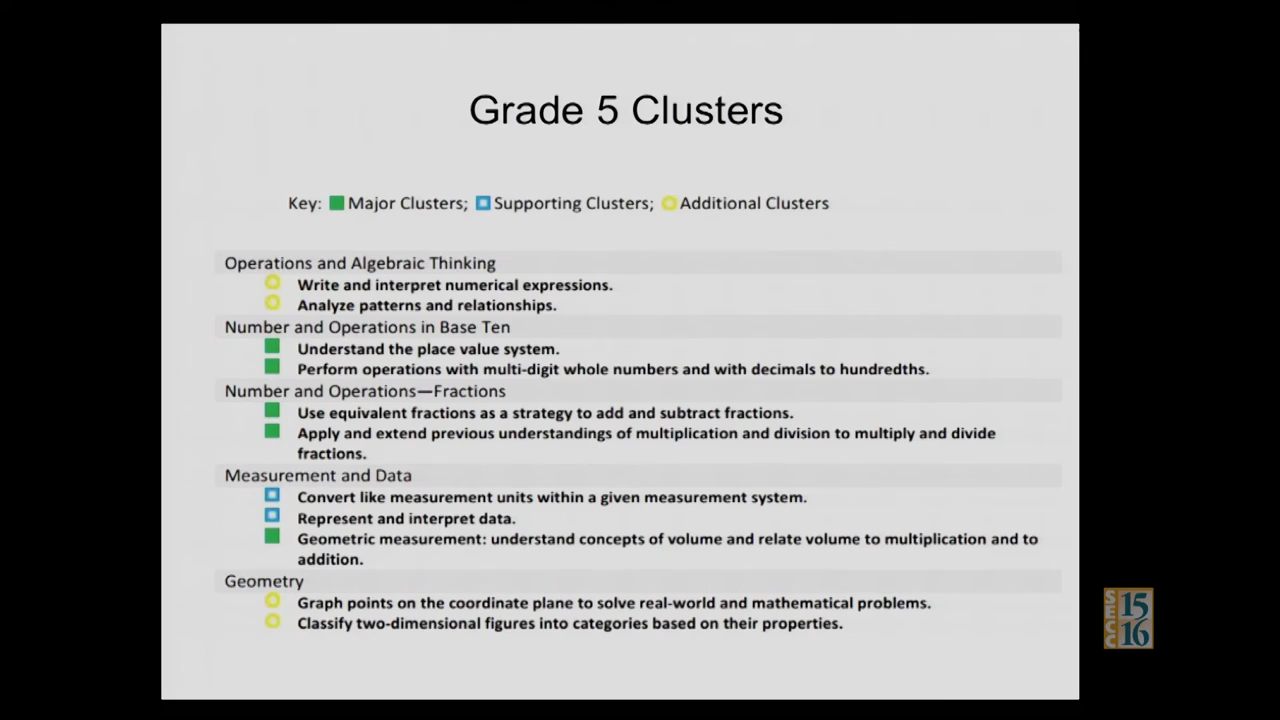 Grade 5 Clusters
Key: Major Clusters; Supporting Clusters; Additional Clusters
Operations and Algebraic Thinking
Write and interpret numerical expressions.
Analyze patterns and relationships.
Number and Operations in Base Ten
Understand the place value system.
Perform operations with multi-digit whole numbers and with decimals to hundredths.
Number and Operations—Fractions
Use equivalent fractions as a strategy to add and subtract fractions.
Apply and extend previous understandings of multiplication and division to multiply and divide
fractions.
Measurement and Data
Convert like measurement units within a given measurement system.
Represent and interpret data.
Geometric measurement: understand concepts of volume and relate volume to multiplication and to
addition.
Geometry
Graph points on the coordinate plane to solve real-world and mathematical problems.
Classify two-dimensional figures into categories based on their properties.
15
16